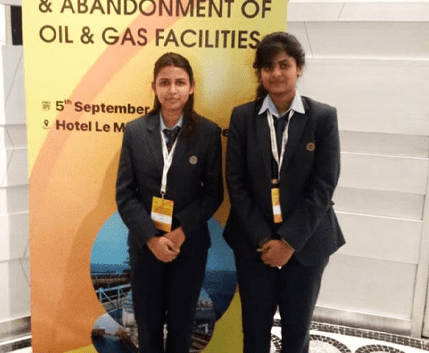 & ABANDONMENT OF
OIL & GAS FACILITIES
5th September
Hotel Le